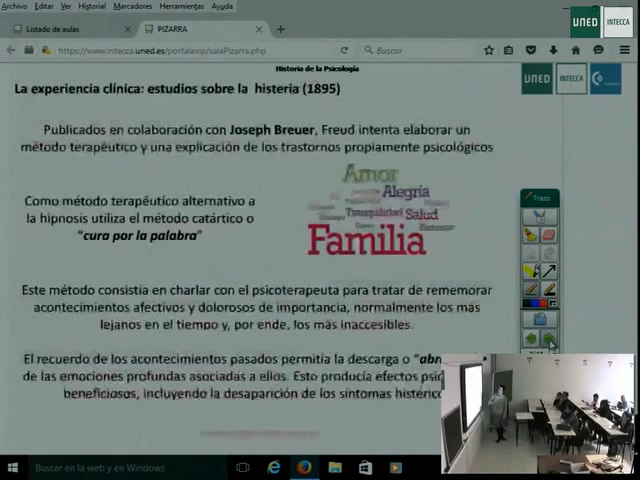 Archivo Editar Ver Historial Marcadores Herramientas Ayuda
Listado de aulas
PIZARRA
https://www.intecca.uned.es/portalavip/salaPizarra.php
Buscar
UNED INTECCA
Historia de la Psicología
La experiencia clínica: estudios sobre la histeria (1895)
UNED INTECCA
Publicados en colaboración con Joseph Breuer, Freud intenta elaborar un
método terapéutico y una explicación de los trastornos propiamente psicológicos
Amor
Alegría
Tranquilidad Salud
Bienestar
Familia
Como método terapéutico alternativo a
la hipnosis utiliza el método catártico o
“cura por la palabra”
Trazo
Este método consistía en charlar con el psicoterapeuta para tratar de rememorar
acontecimientos afectivos y dolorosos de importancia, normalmente los más
lejanos en el tiempo y, por ende, los más inaccesibles.
El recuerdo de los acontecimientos pasados permitía la descarga o “abr
de las emociones profundas asociadas a ellos. Esto producía efectos psi
beneficiosos, incluyendo la desaparición de los síntomas histéric
Buscar en la web y en Windows